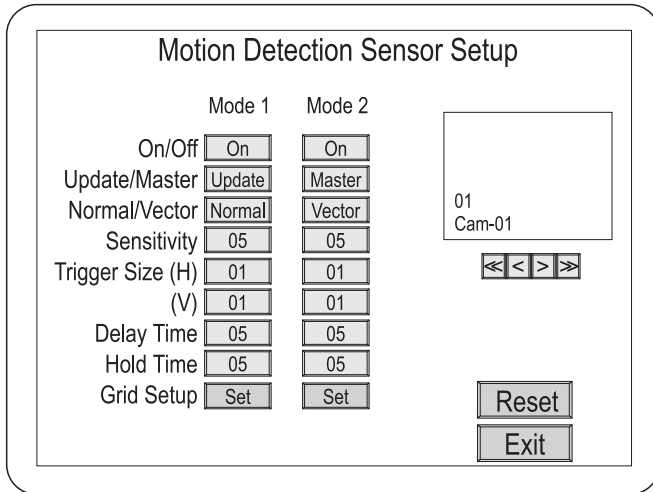 Motion Detection Sensor Setup
Mode 1 Mode 2
On/Off On On
Update/Master Update Master
Normal/Vector Normal Vector
Sensitivity 05 05
Trigger Size (H) 01 01
(V) 01 01
Delay Time 05 05
Hold Time 05 05
Grid Setup Set Set
01
Cam-01
≪ < > ≫
Reset
Exit